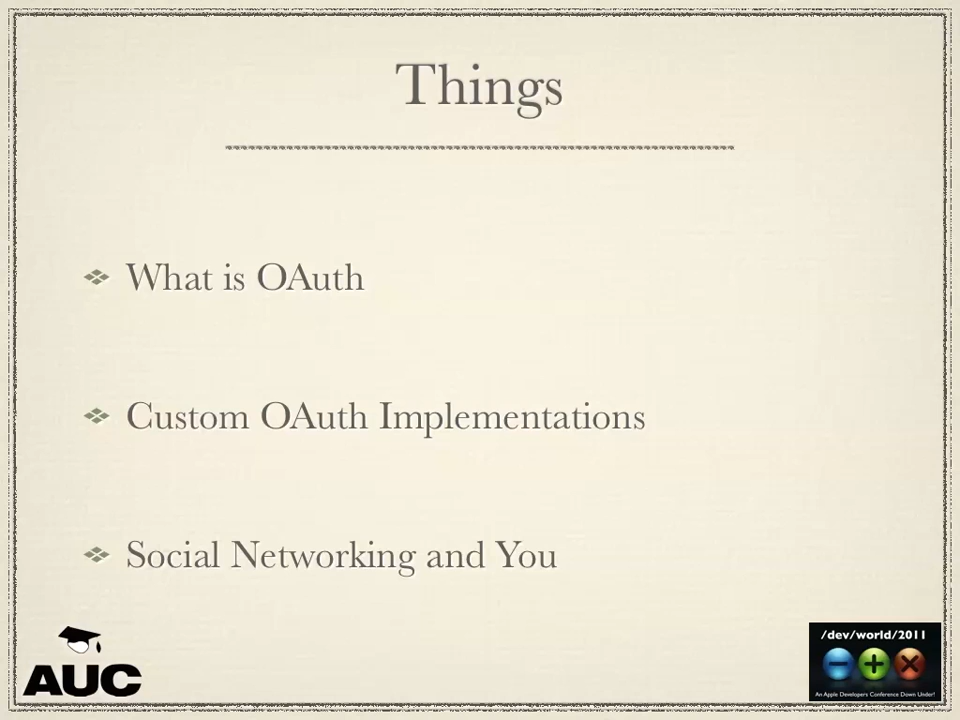 Things
What is OAuth
Custom OAuth Implementations
Social Networking and You
AUC
/dev/world/2011
An Apple Developers Conference Down Under!